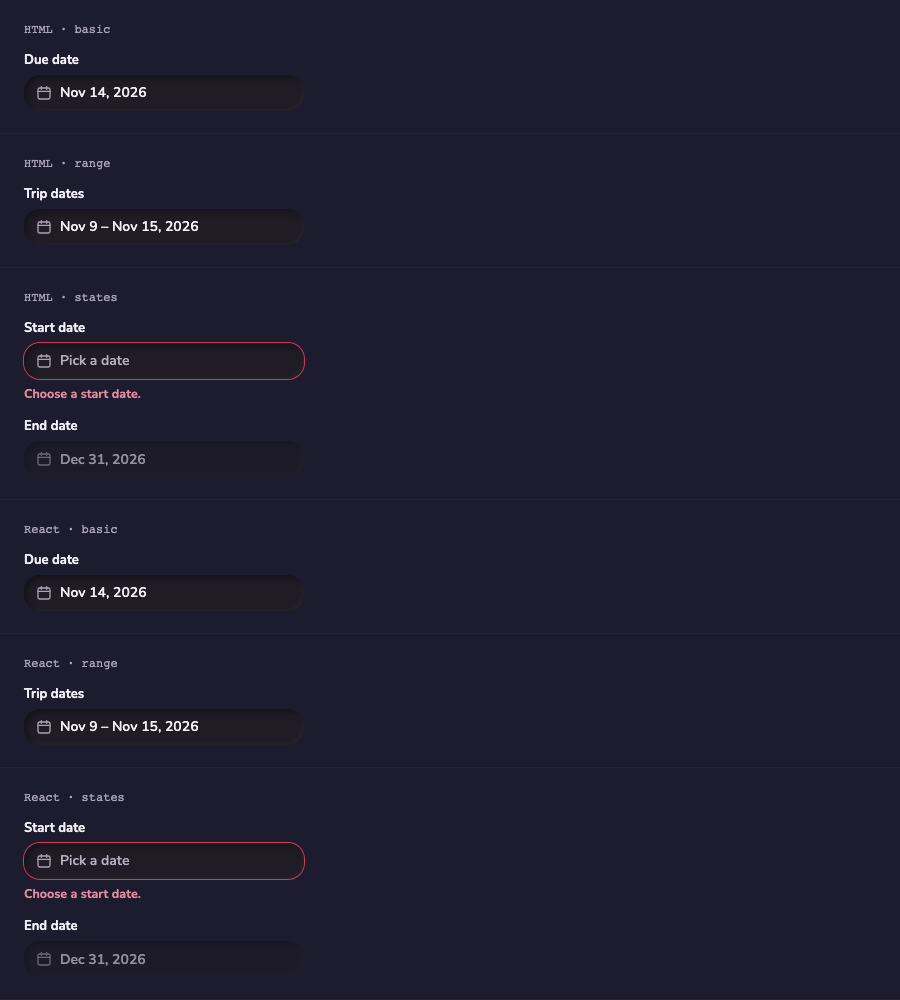 HTML · basic
Due date
Nov 14, 2026
HTML · range
Trip dates
Nov 9 – Nov 15, 2026
HTML · states
Start date
Pick a date
Choose a start date.
End date
Dec 31, 2026
React · basic
Due date
Nov 14, 2026
React · range
Trip dates
Nov 9 – Nov 15, 2026
React · states
Start date
Pick a date
Choose a start date.
End date
Dec 31, 2026